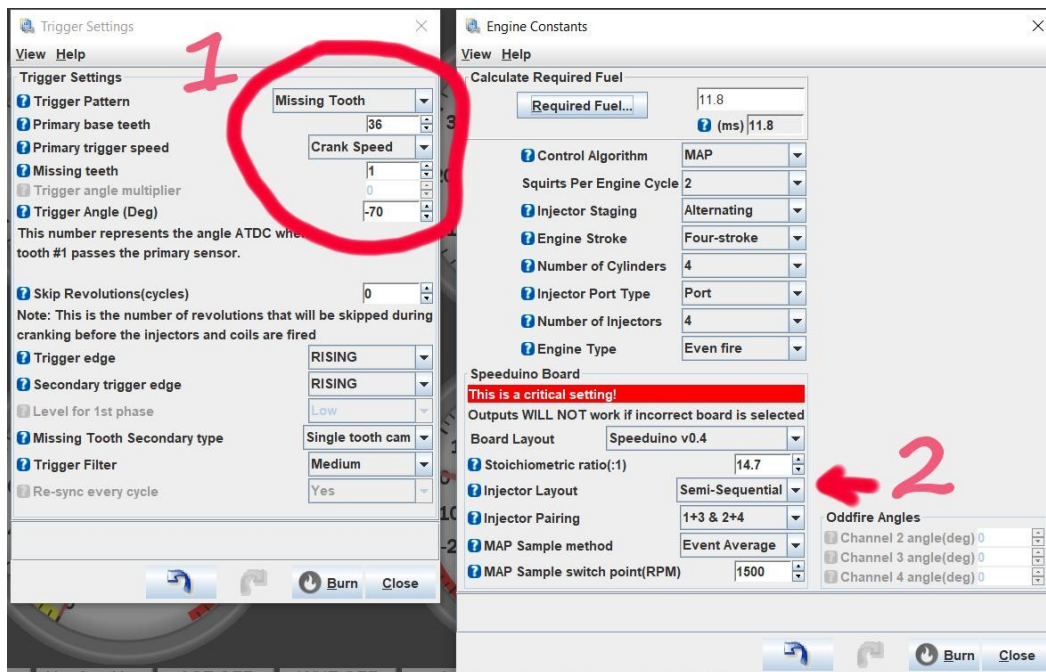 Trigger Settings
View Help
Trigger Settings
Trigger Pattern Missing Tooth
Primary base teeth 36
Primary trigger speed Crank Speed
Missing teeth 1
Trigger angle multiplier 0
Trigger Angle (Deg) -70
This number represents the angle ATDC
tooth #1 passes the primary sensor.
Skip Revolutions(cycles) 0
Note: This is the number of revolutions that will be skipped during
cranking before the injectors and coils are fired
Trigger edge RISING
Secondary trigger edge RISING
Level for 1st phase Low
Missing Tooth Secondary type Single tooth cam
Trigger Filter Medium
Re-sync every cycle Yes
Burn Close
1
Engine Constants
View Help
Calculate Required Fuel
Required Fuel... 11.8
(ms) 11.8
Control Algorithm MAP
Squirts Per Engine Cycle 2
Injector Staging Alternating
Engine Stroke Four-stroke
Number of Cylinders 4
Injector Port Type Port
Number of Injectors 4
Engine Type Even fire
Speeduino Board
This is a critical setting!
Outputs WILL NOT work if incorrect board is selected
Board Layout Speeduino v0.4
Stoichiometric ratio(:1) 14.7
Injector Layout Semi-Sequential
Injector Pairing 1+3 & 2+4
MAP Sample method Event Average
MAP Sample switch point(RPM) 1500
2
Oddfire Angles
Channel 2 angle(deg) 0
Channel 3 angle(deg) 0
Channel 4 angle(deg) 0
Burn Close